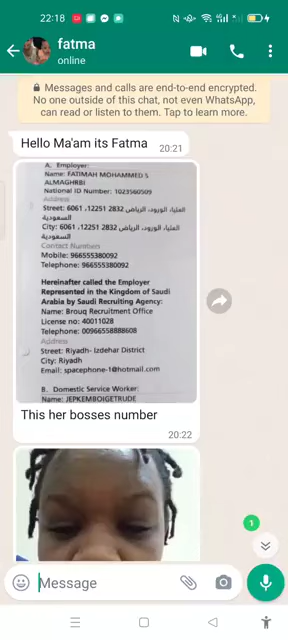 22:18
fatma
online
Messages and calls are end-to-end encrypted.
No one outside of this chat, not even WhatsApp,
can read or listen to them. Tap to learn more.
Hello Ma'am its Fatma
20:21
A. Employer:
Name: FATIMAH MOHAMMED S
ALMAGHRBI
National ID Number: 1023560509
Address
Street: 6061 ,12251 2832 العليا، الورود، الرياض
السعودية
City: 6061 ,12251 2832 العليا، الورود، الرياض
السعودية
Contact Numbers
Mobile: 966555380092
Telephone: 966555380092
Hereinafter called the Employer
Represented in the Kingdom of Saudi
Arabia by Saudi Recruiting Agency:
Name: Brouq Recruitment Office
License no: 40011028
Telephone: 00966558888608
Address
Street: Riyadh- Izdehar District
City: Riyadh
Email: spacephone-1@hotmail.com
B. Domestic Service Worker:
Name: JEPKEMBOIGETRUDE
This her bosses number
20:22
1
Message